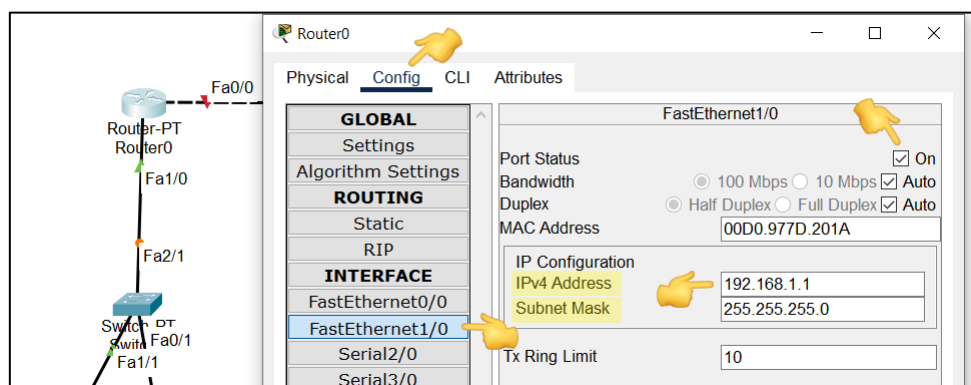 Router0
Physical Config CLI Attributes
Fa0/0
Router-PT
Router0
Fa1/0
Fa2/1
Switch-PT
Fa0/1
Fa1/1
GLOBAL
Settings
Algorithm Settings
ROUTING
Static
RIP
INTERFACE
FastEthernet0/0
FastEthernet1/0
Serial2/0
Serial3/0
FastEthernet1/0
Port Status On
Bandwidth 100 Mbps 10 Mbps Auto
Duplex Half Duplex Full Duplex Auto
MAC Address 00D0.977D.201A
IP Configuration
IPv4 Address 192.168.1.1
Subnet Mask 255.255.255.0
Tx Ring Limit 10